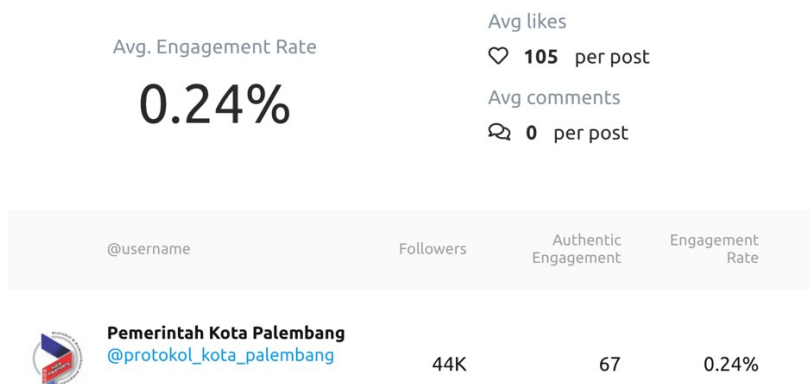 Avg. Engagement Rate
0.24%
Avg likes
105 per post
Avg comments
0 per post
@username
Followers
Authentic
Engagement
Engagement
Rate
Pemerintah Kota Palembang
@protokol_kota_palembang
44K
67
0.24%